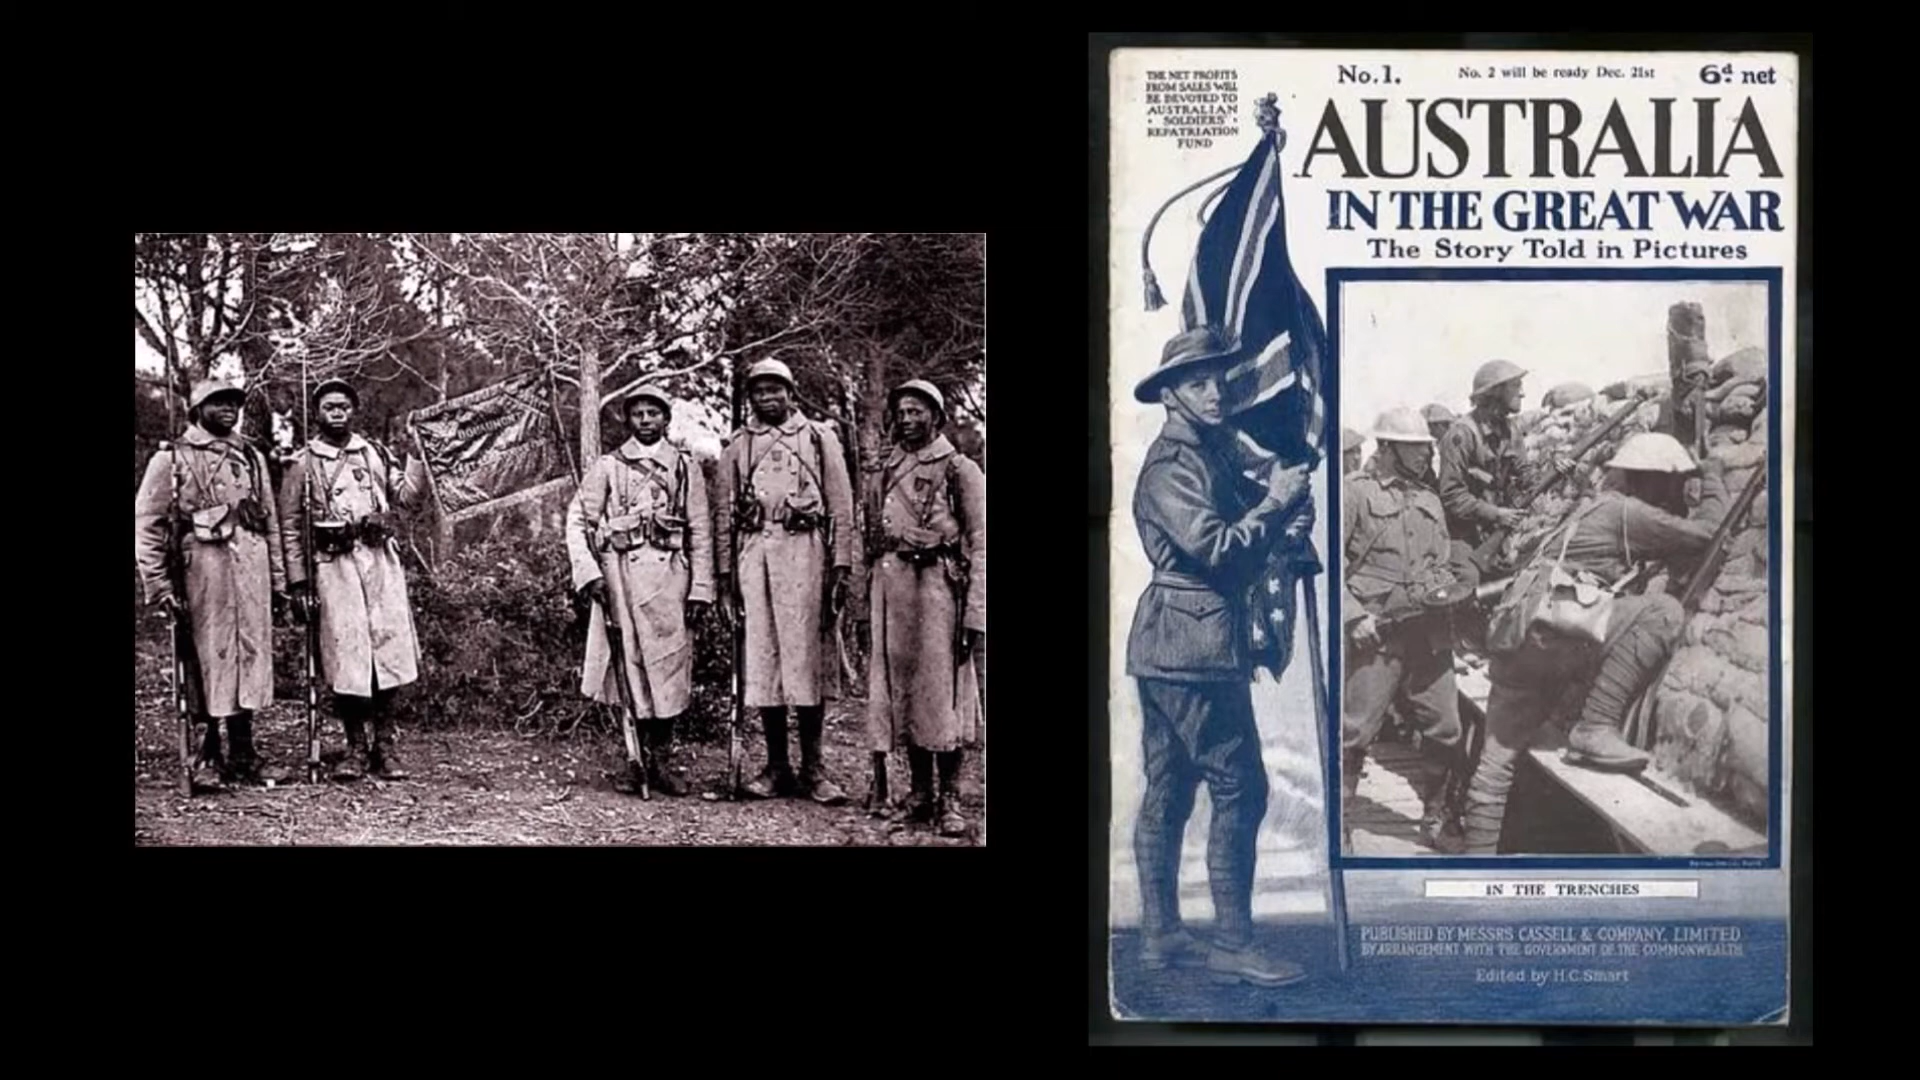 THE NET PROFITS
FROM SALES WILL
BE DEVOTED TO
AUSTRALIAN
· SOLDIERS' ·
REPATRIATION
FUND
No.1.
No. 2 will be ready Dec. 21st
6d. net
AUSTRALIA
IN THE GREAT WAR
The Story Told in Pictures
IN THE TRENCHES
PUBLISHED BY MESSRS CASSELL & COMPANY, LIMITED
BY ARRANGEMENT WITH THE GOVERNMENT OF THE COMMONWEALTH
Edited by H.C.Smart